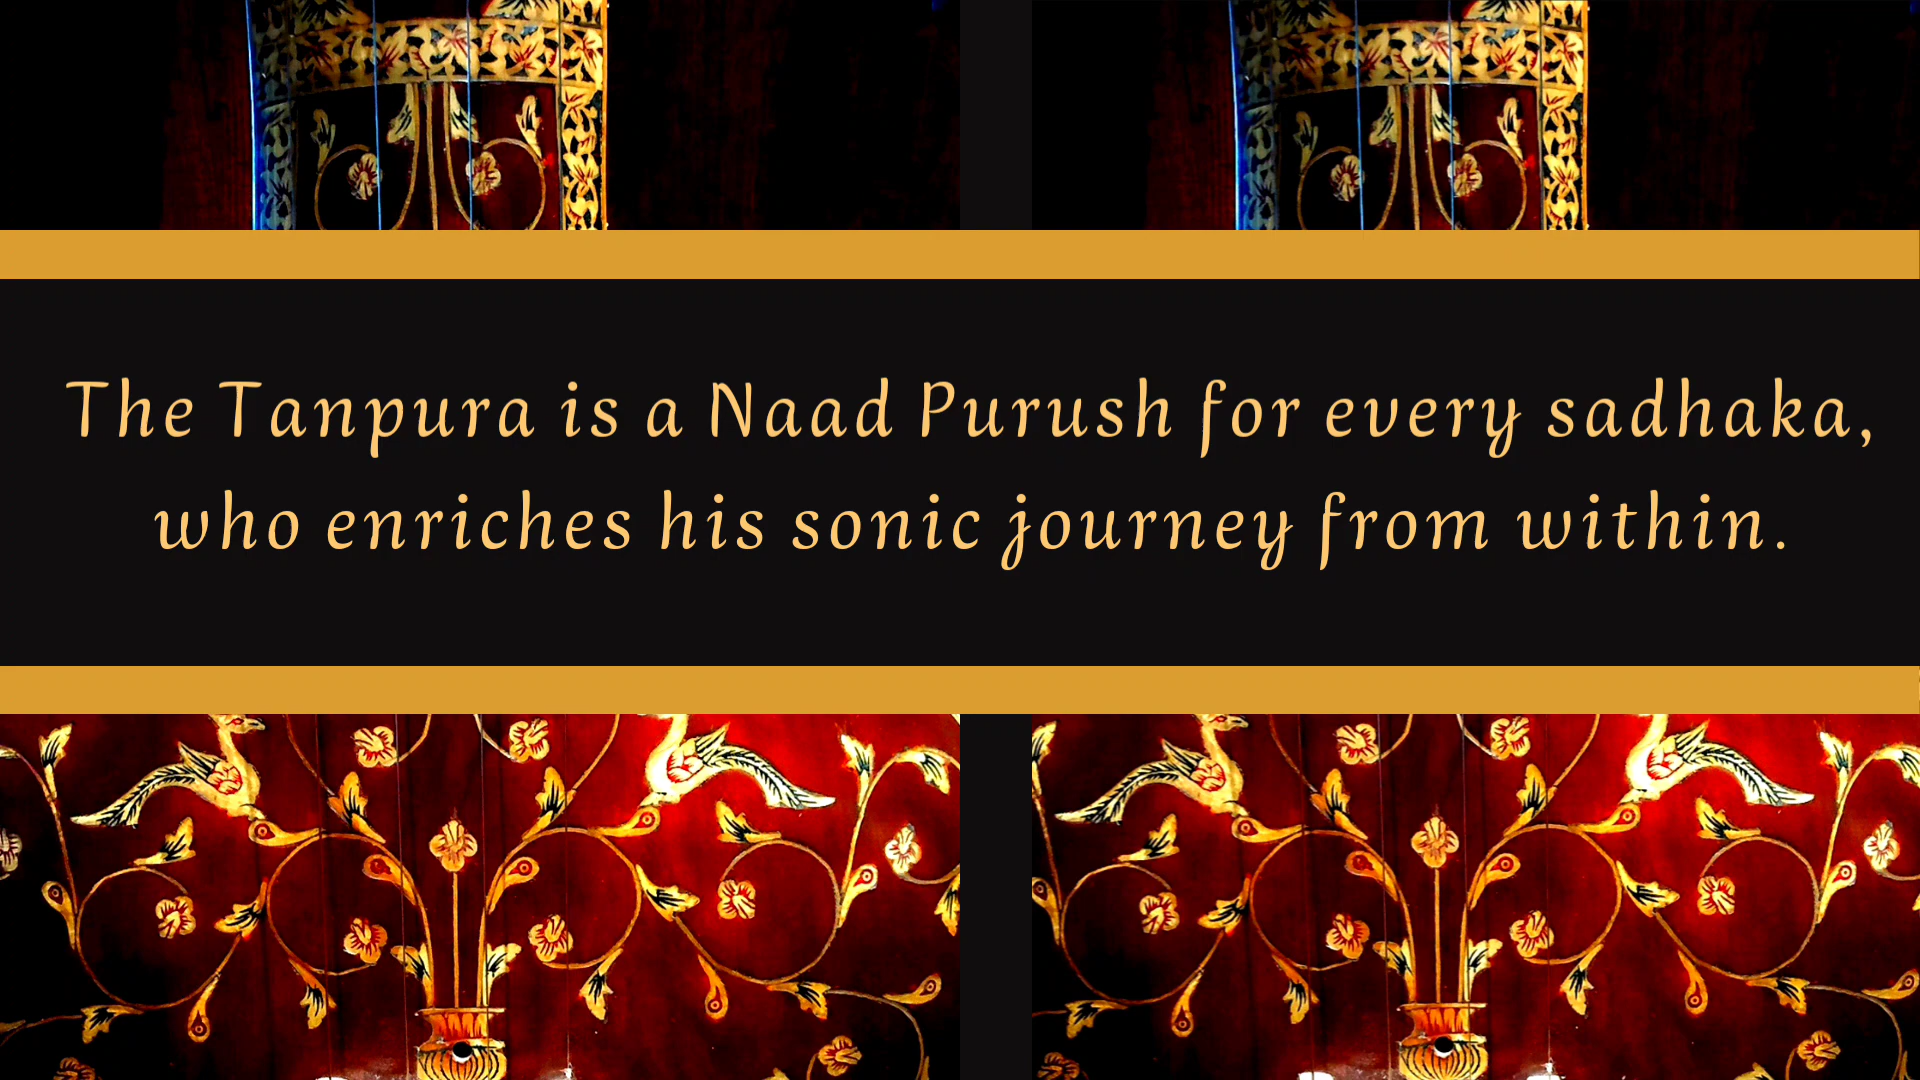 The Tanpura is a Naad Purush for every sadhaka,
who enriches his sonic journey from within.